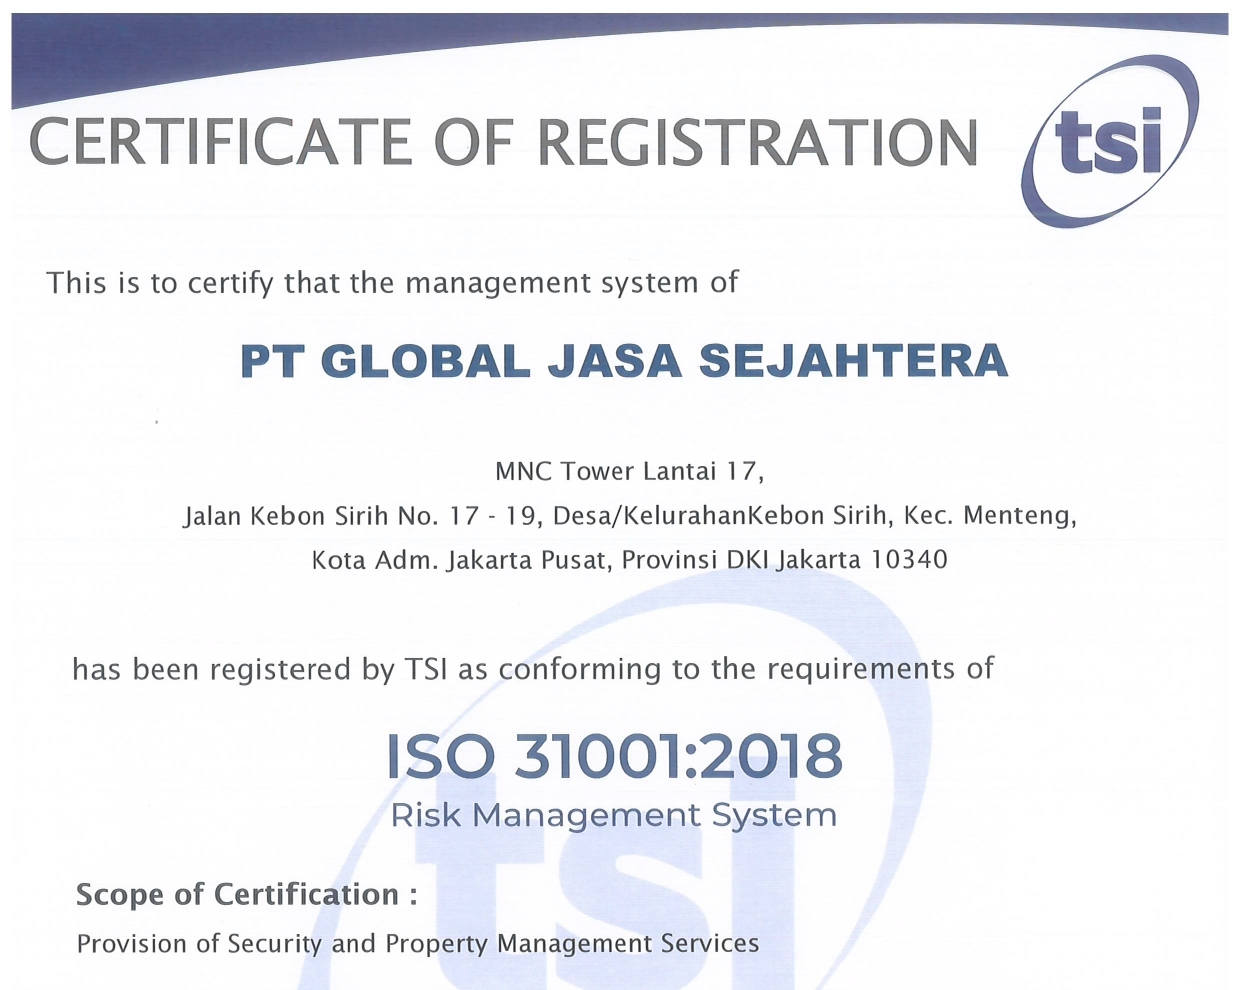 CERTIFICATE OF REGISTRATION
tsi
This is to certify that the management system of
PT GLOBAL JASA SEJAHTERA
MNC Tower Lantai 17,
Jalan Kebon Sirih No. 17 - 19, Desa/KelurahanKebon Sirih, Kec. Menteng,
Kota Adm. Jakarta Pusat, Provinsi DKI Jakarta 10340
has been registered by TSI as conforming to the requirements of
ISO 31001:2018
Risk Management System
tsi
Scope of Certification :
Provision of Security and Property Management Services